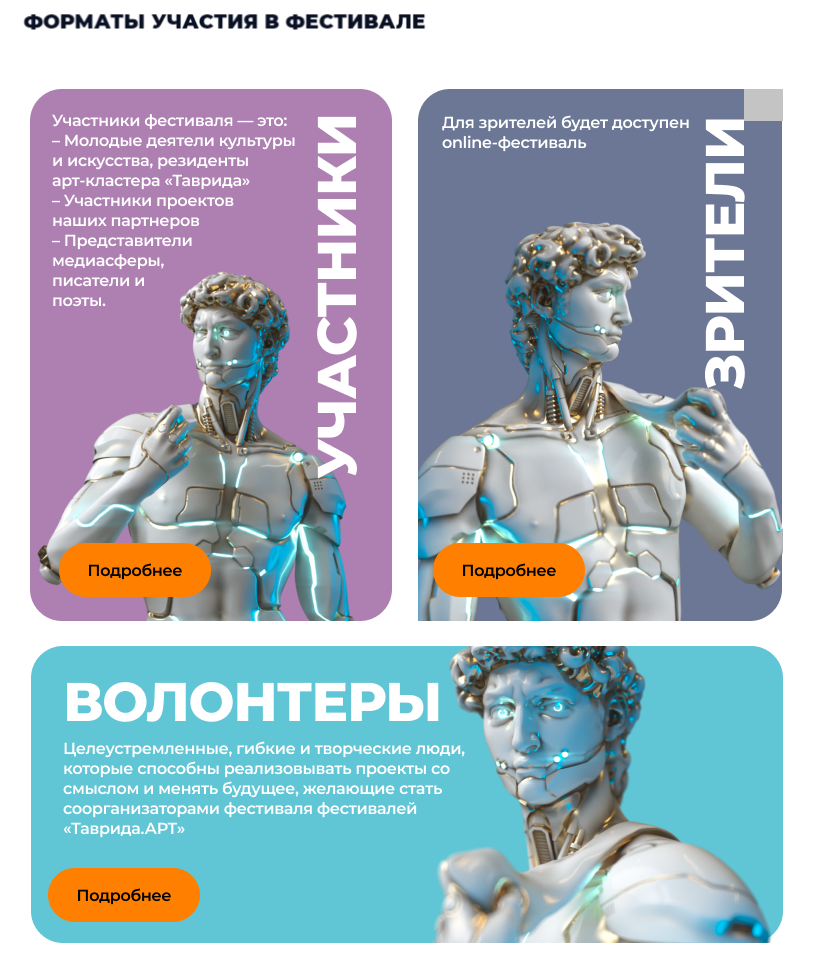 ФОРМАТЫ УЧАСТИЯ В ФЕСТИВАЛЕ
Участники фестиваля — это:
– Молодые деятели культуры
и искусства, резиденты
арт-кластера «Таврида»
– Участники проектов
наших партнеров
– Представители
медиасферы,
писатели и
поэты.
УЧАСТНИКИ
Подробнее
Для зрителей будет доступен
online-фестиваль
ЗРИТЕЛИ
Подробнее
ВОЛОНТЕРЫ
Целеустремленные, гибкие и творческие люди,
которые способны реализовывать проекты со
смыслом и менять будущее, желающие стать
соорганизаторами фестиваля фестивалей
«Таврида.АРТ»
Подробнее